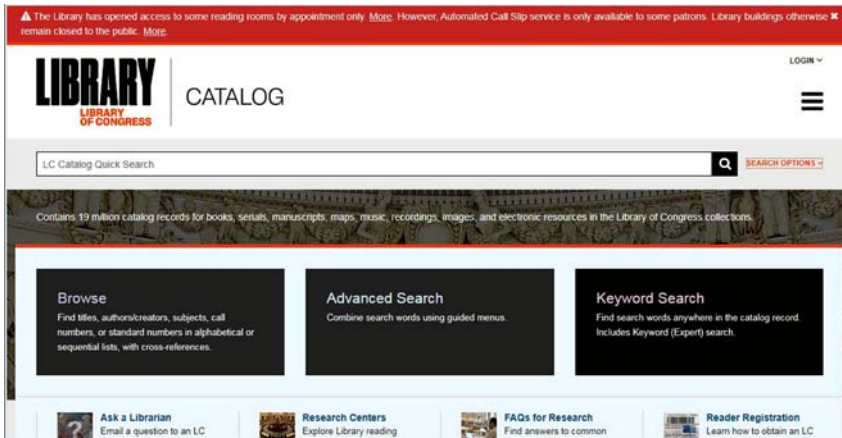 The Library has opened access to some reading rooms by appointment only. More. However, Automated Call Slip service is only available to some patrons. Library buildings otherwise
remain closed to the public. More.
LOGIN
LIBRARY
LIBRARY
OF CONGRESS
CATALOG
LC Catalog Quick Search
SEARCH OPTIONS
Contains 19 million catalog records for books, serials, manuscripts, maps, music, recordings, images, and electronic resources in the Library of Congress collections.
Browse
Find titles, authors/creators, subjects, call
numbers, or standard numbers in alphabetical or
sequential lists, with cross-references.
Advanced Search
Combine search words using guided menus.
Keyword Search
Find search words anywhere in the catalog record.
Includes Keyword (Expert) search.
Ask a Librarian
Email a question to an LC
Research Centers
Explore Library reading
FAQs for Research
Find answers to common
Reader Registration
Learn how to obtain an LC